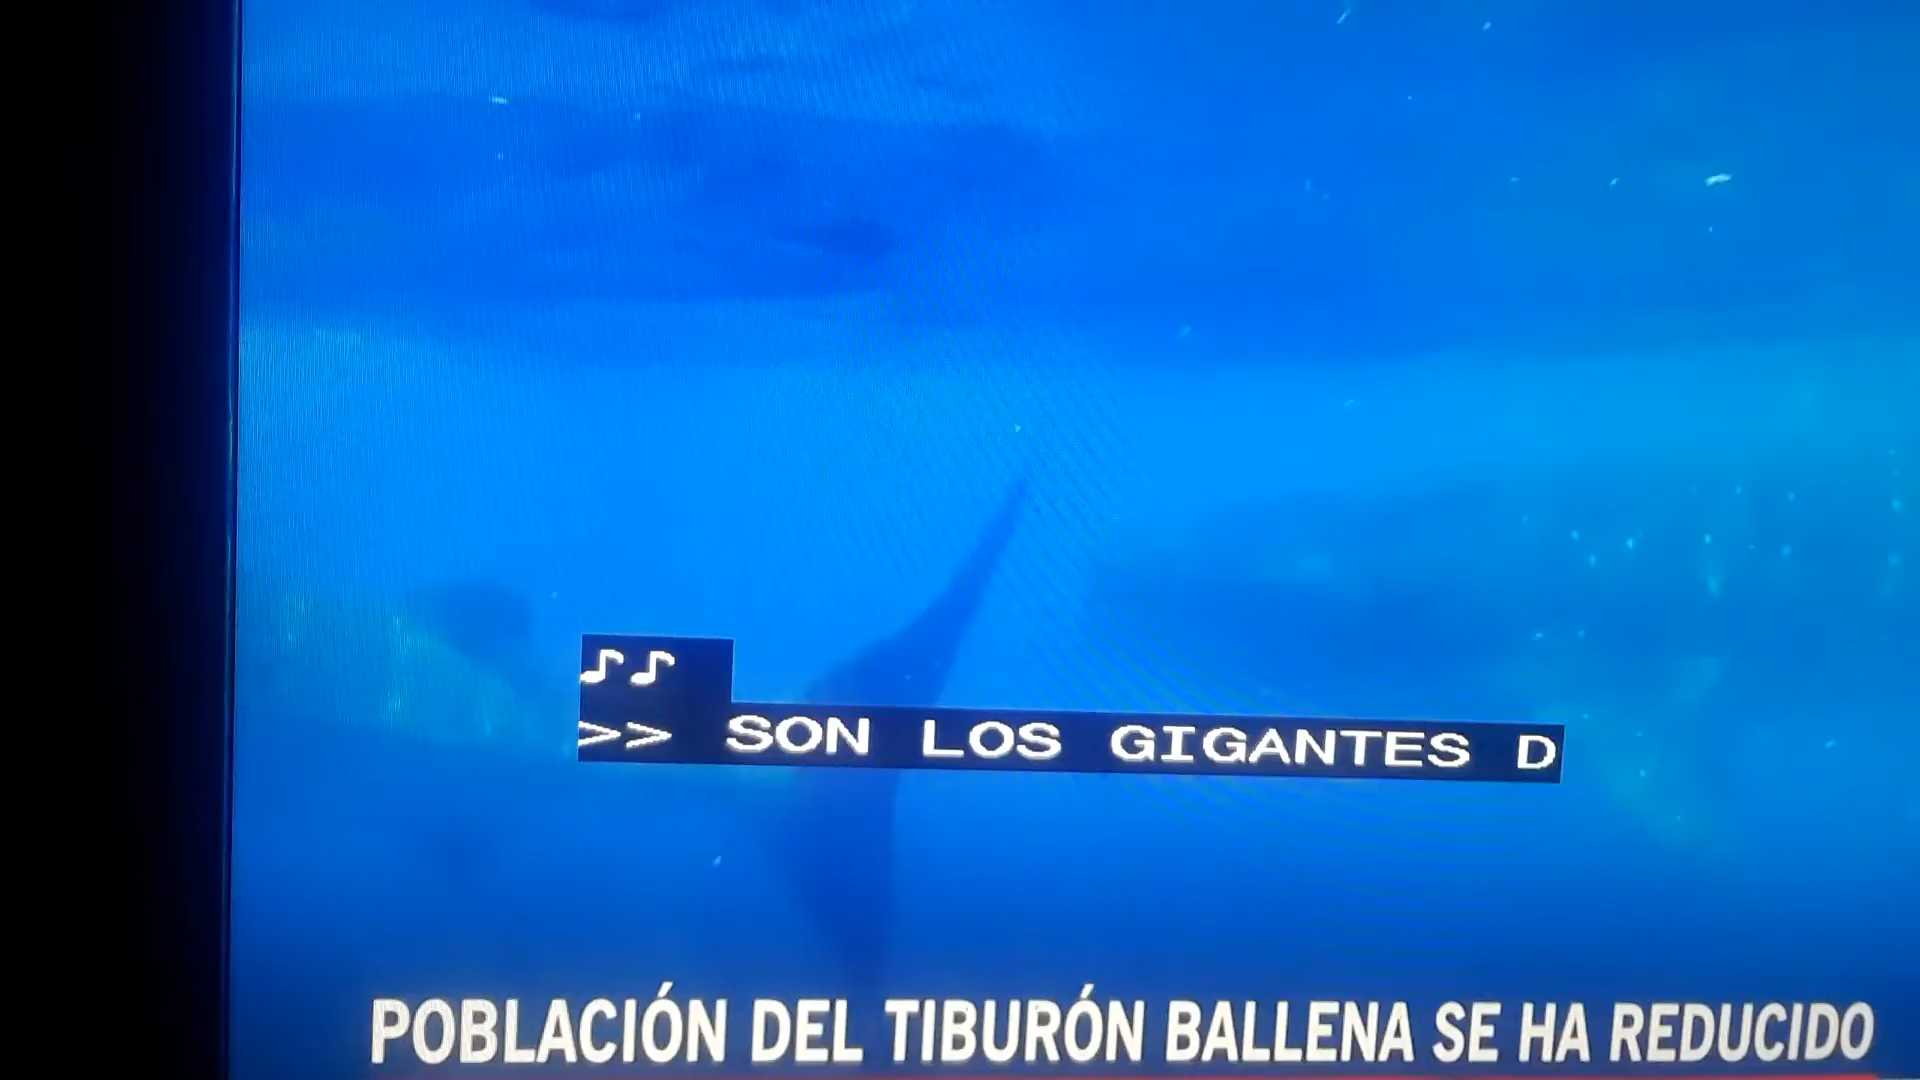 ♪♪
>> SON LOS GIGANTES D
POBLACIÓN DEL TIBURÓN BALLENA SE HA REDUCIDO